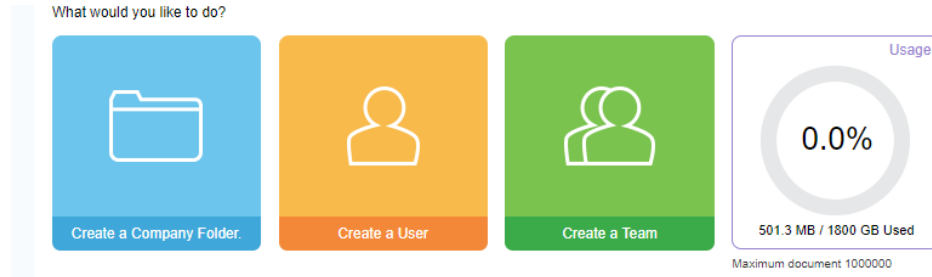 What would you like to do?
Usage
0.0%
Create a Company Folder.
Create a User
Create a Team
501.3 MB / 1800 GB Used
Maximum document 1000000